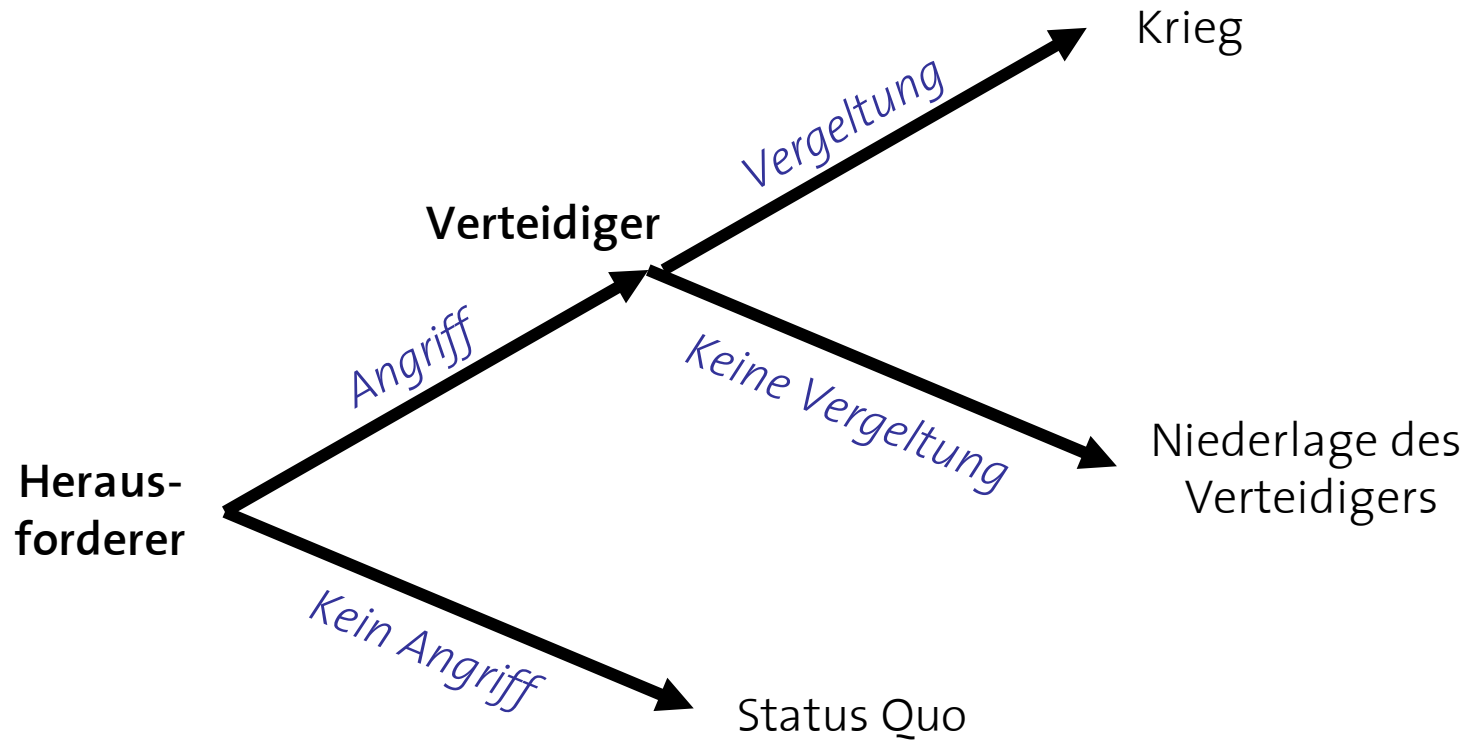 Krieg
Vergeltung
Verteidiger
Angriff
Keine Vergeltung
Niederlage des
Verteidigers
Heraus-
forderer
Kein Angriff
Status Quo